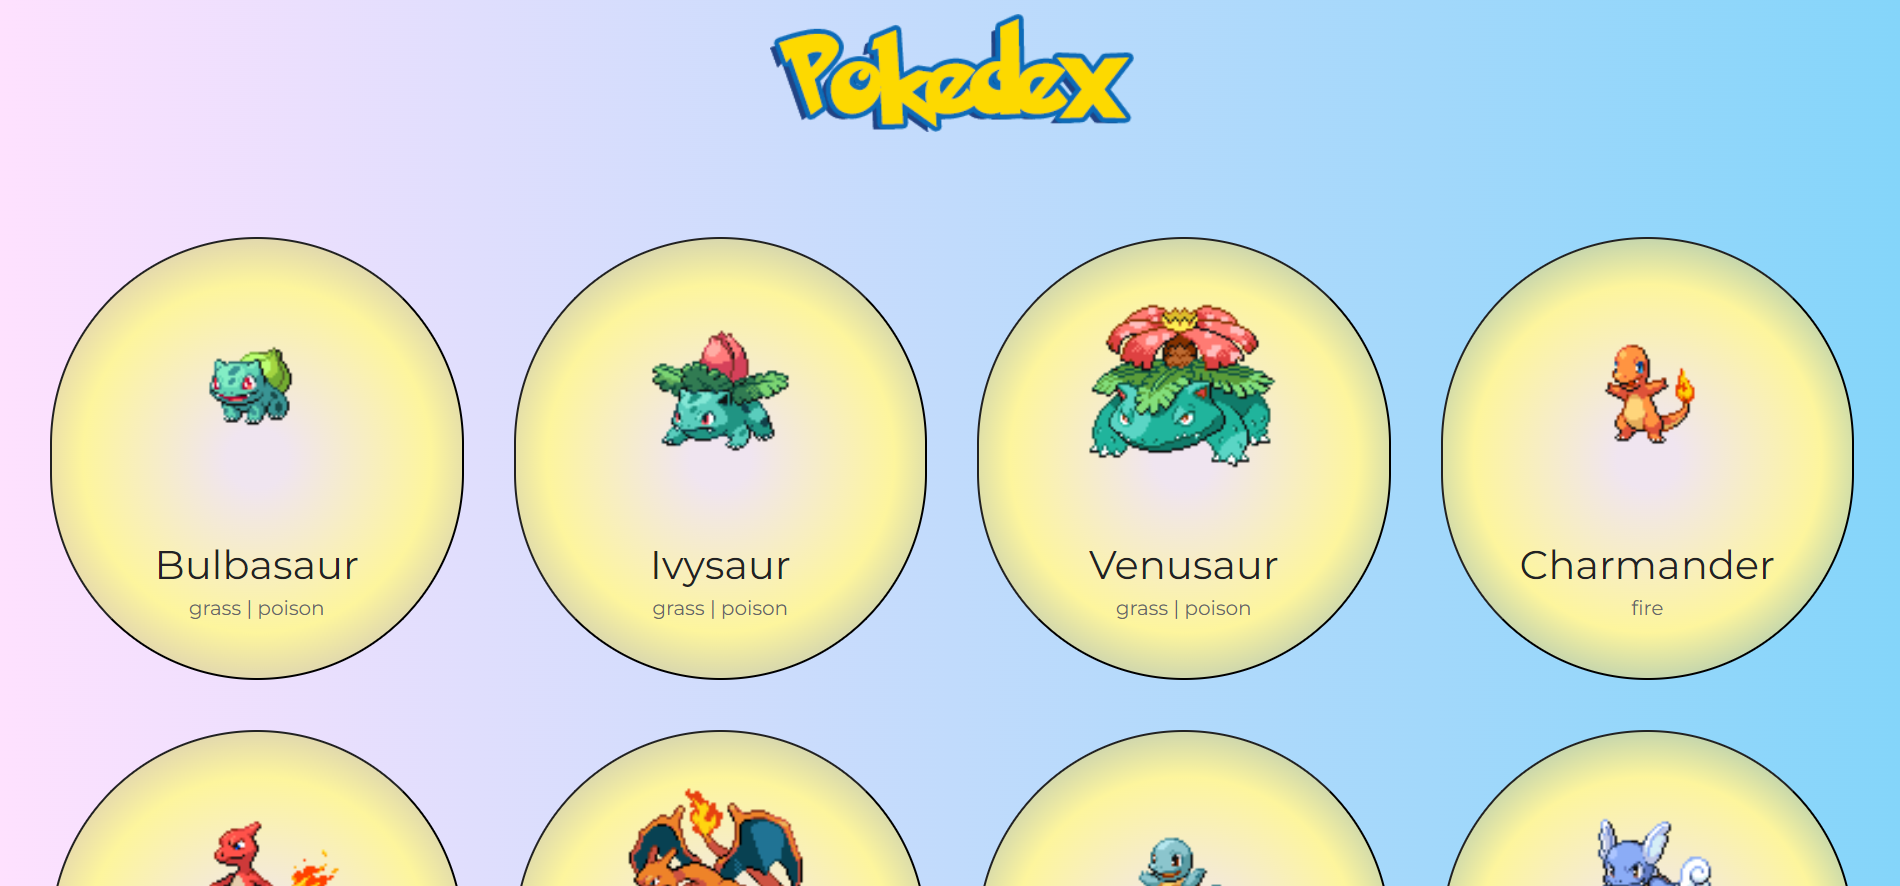 Pokedex
Bulbasaur
grass | poison
Ivysaur
grass | poison
Venusaur
grass | poison
Charmander
fire